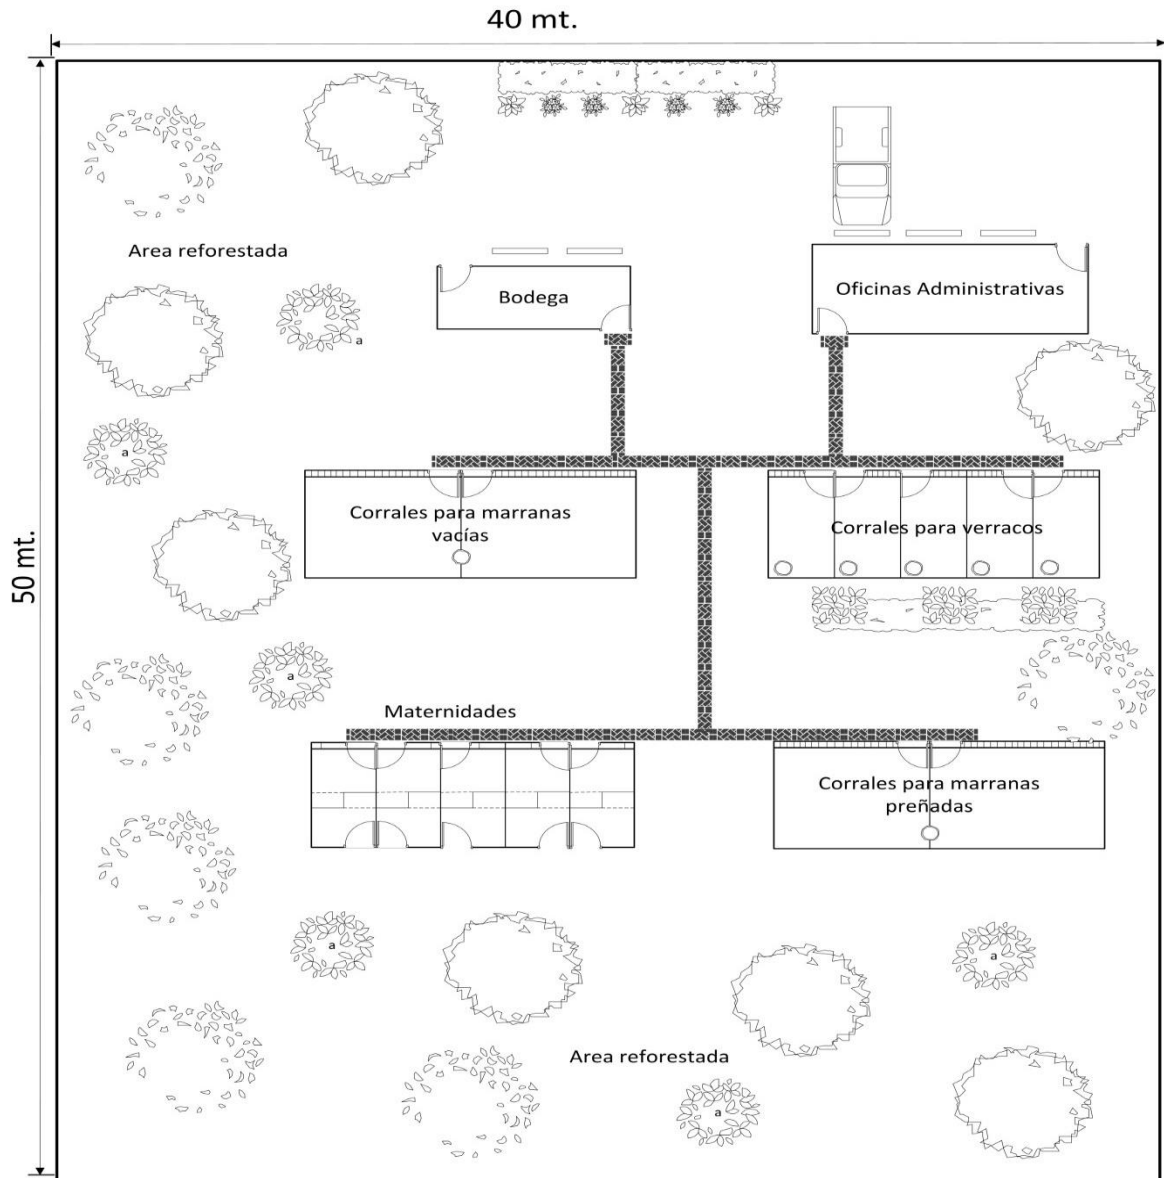 40 mt.
50 mt.
Area reforestada
Bodega
Oficinas Administrativas
a
a
Corrales para marranas
vacías
Corrales para verracos
a
Maternidades
Corrales para marranas
preñadas
a
a
Area reforestada
a